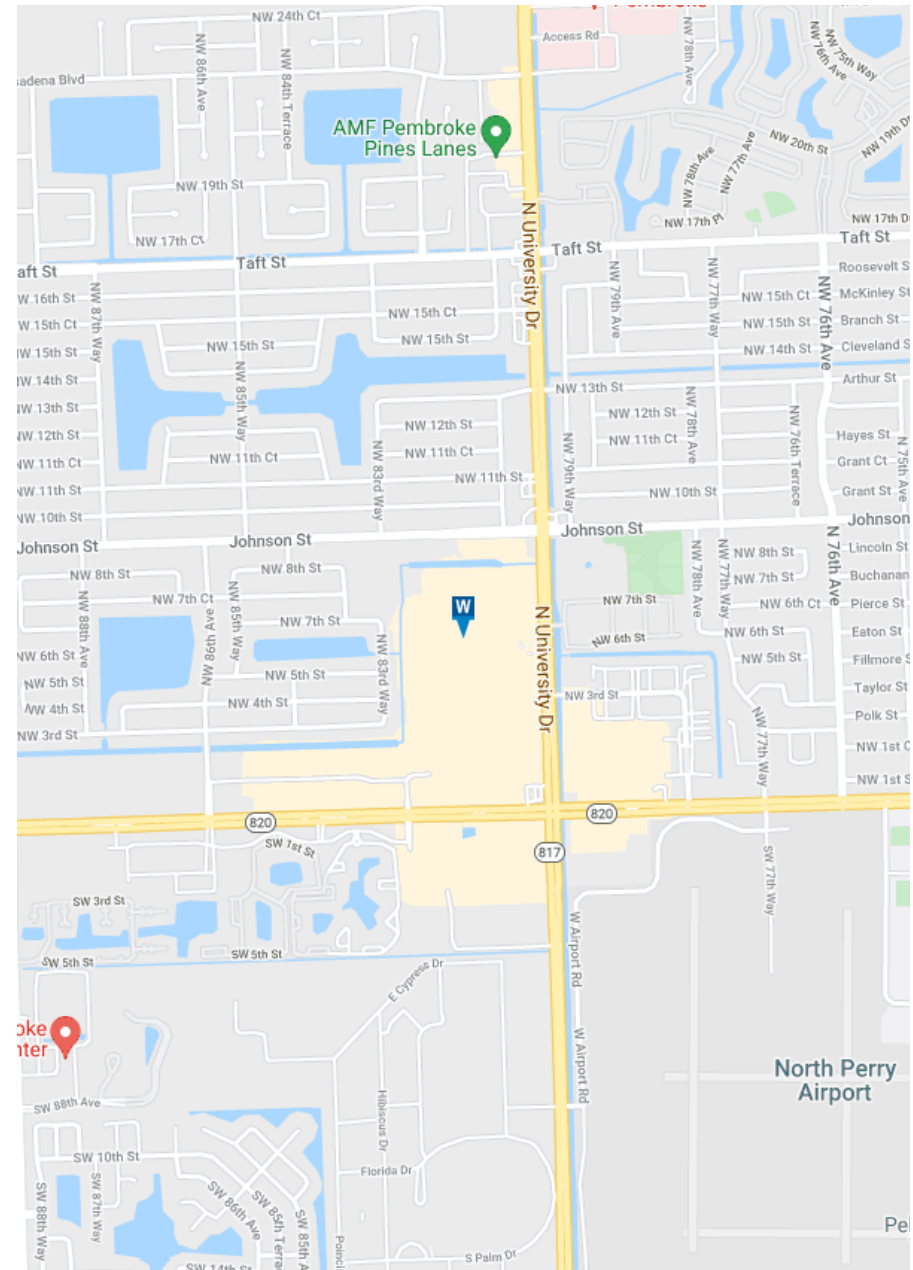 Pembroke
NW 24th Ct
Access Rd
NW 86th Ave
NW 84th Terrace
NW 78th Ave
NW 76th Ave
NW 75th Way
sadena Blvd
AMF Pembroke
Pines Lanes
NW 20th St
NW 19th Dr
NW 78th Ave
NW 77th Ave
NW 19th St
NW 17th Ct
NW 17th Pl
NW 17th Dr
N University Dr
Taft St
Taft St
Taft St
aft St
Roosevelt S
NW 16th St
NW 87th Way
NW 15th Ct
NW 79th Ave
NW 77th Way
NW 15th Ct
NW 76th Ave
McKinley St
W 15th Ct
NW 15th St
NW 15th St
NW 15th St
Branch St
W 15th St
NW 85th Way
NW 14th St
Cleveland S
W 14th St
NW 13th St
Arthur St
W 13th St
NW 12th St
NW 83rd Way
NW 12th St
NW 78th Ave
NW 76th Terrace
NW 12th St
NW 11th Ct
NW 79th Way
NW 11th Ct
Hayes St
NW 11th Ct
NW 11th Ct
Grant Ct
N 75th Ave
NW 11th St
NW 11th St
NW 10th St
Grant St
NW 10th St
Johnson St
Johnson St
Johnson St
Johnson
N 76th Ave
NW 8th St
NW 8th St
NW 78th Ave
NW 77th Way
NW 8th St
Lincoln St
NW 88th Ave
NW 7th Ct
NW 86th Ave
NW 85th Way
NW 7th St
Buchanan
W
NW 7th St
NW 6th Ct
Pierce St
NW 7th St
N University Dr
NW 6th St
NW 6th St
Eaton St
NW 6th St
NW 83rd Way
NW 5th St
Fillmore S
NW 5th St
NW 5th St
Taylor St
NW 4th St
NW 4th St
NW 3rd St
NW 77th Way
Polk St
NW 3rd St
NW 1st C
NW 1st S
820
820
SW 1st St
817
SW 77th Way
SW 3rd St
W Airport Rd
SW 5th St
SW 5th St
E Cypress Dr
oke
nter
W Airport Rd
North Perry
Airport
SW 88th Ave
Hibiscus Dr
SW 10th St
Florida Dr
SW 88th Way
SW 87th Way
SW 86th Ave
SW 85th Terrac
SW 85th A
Poinci
Pe
S Palm Dr
SW 14th St